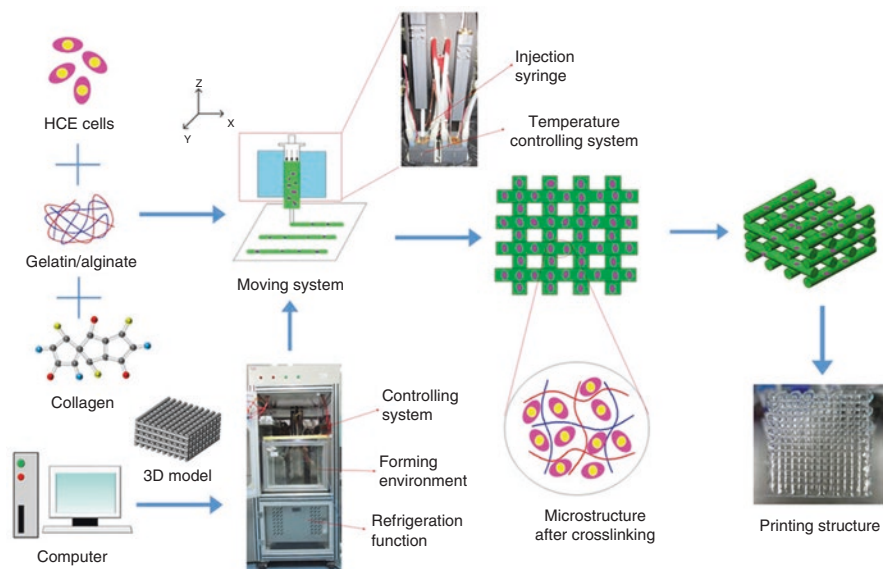 HCE cells
Gelatin/alginate
Collagen
Computer
3D model
Z
X
Y
Moving system
Injection
syringe
Temperature
controlling system
Controlling
system
Forming
environment
Refrigeration
function
Microstructure
after crosslinking
Printing structure